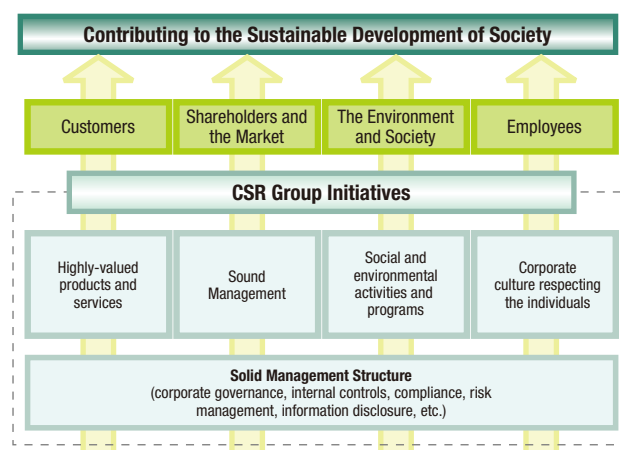 Contributing to the Sustainable Development of Society
Customers
Shareholders and
the Market
The Environment
and Society
Employees
CSR Group Initiatives
Highly-valued
products and
services
Sound
Management
Social and
environmental
activities and
programs
Corporate
culture respecting
the individuals
Solid Management Structure
(corporate governance, internal controls, compliance, risk
management, information disclosure, etc.)